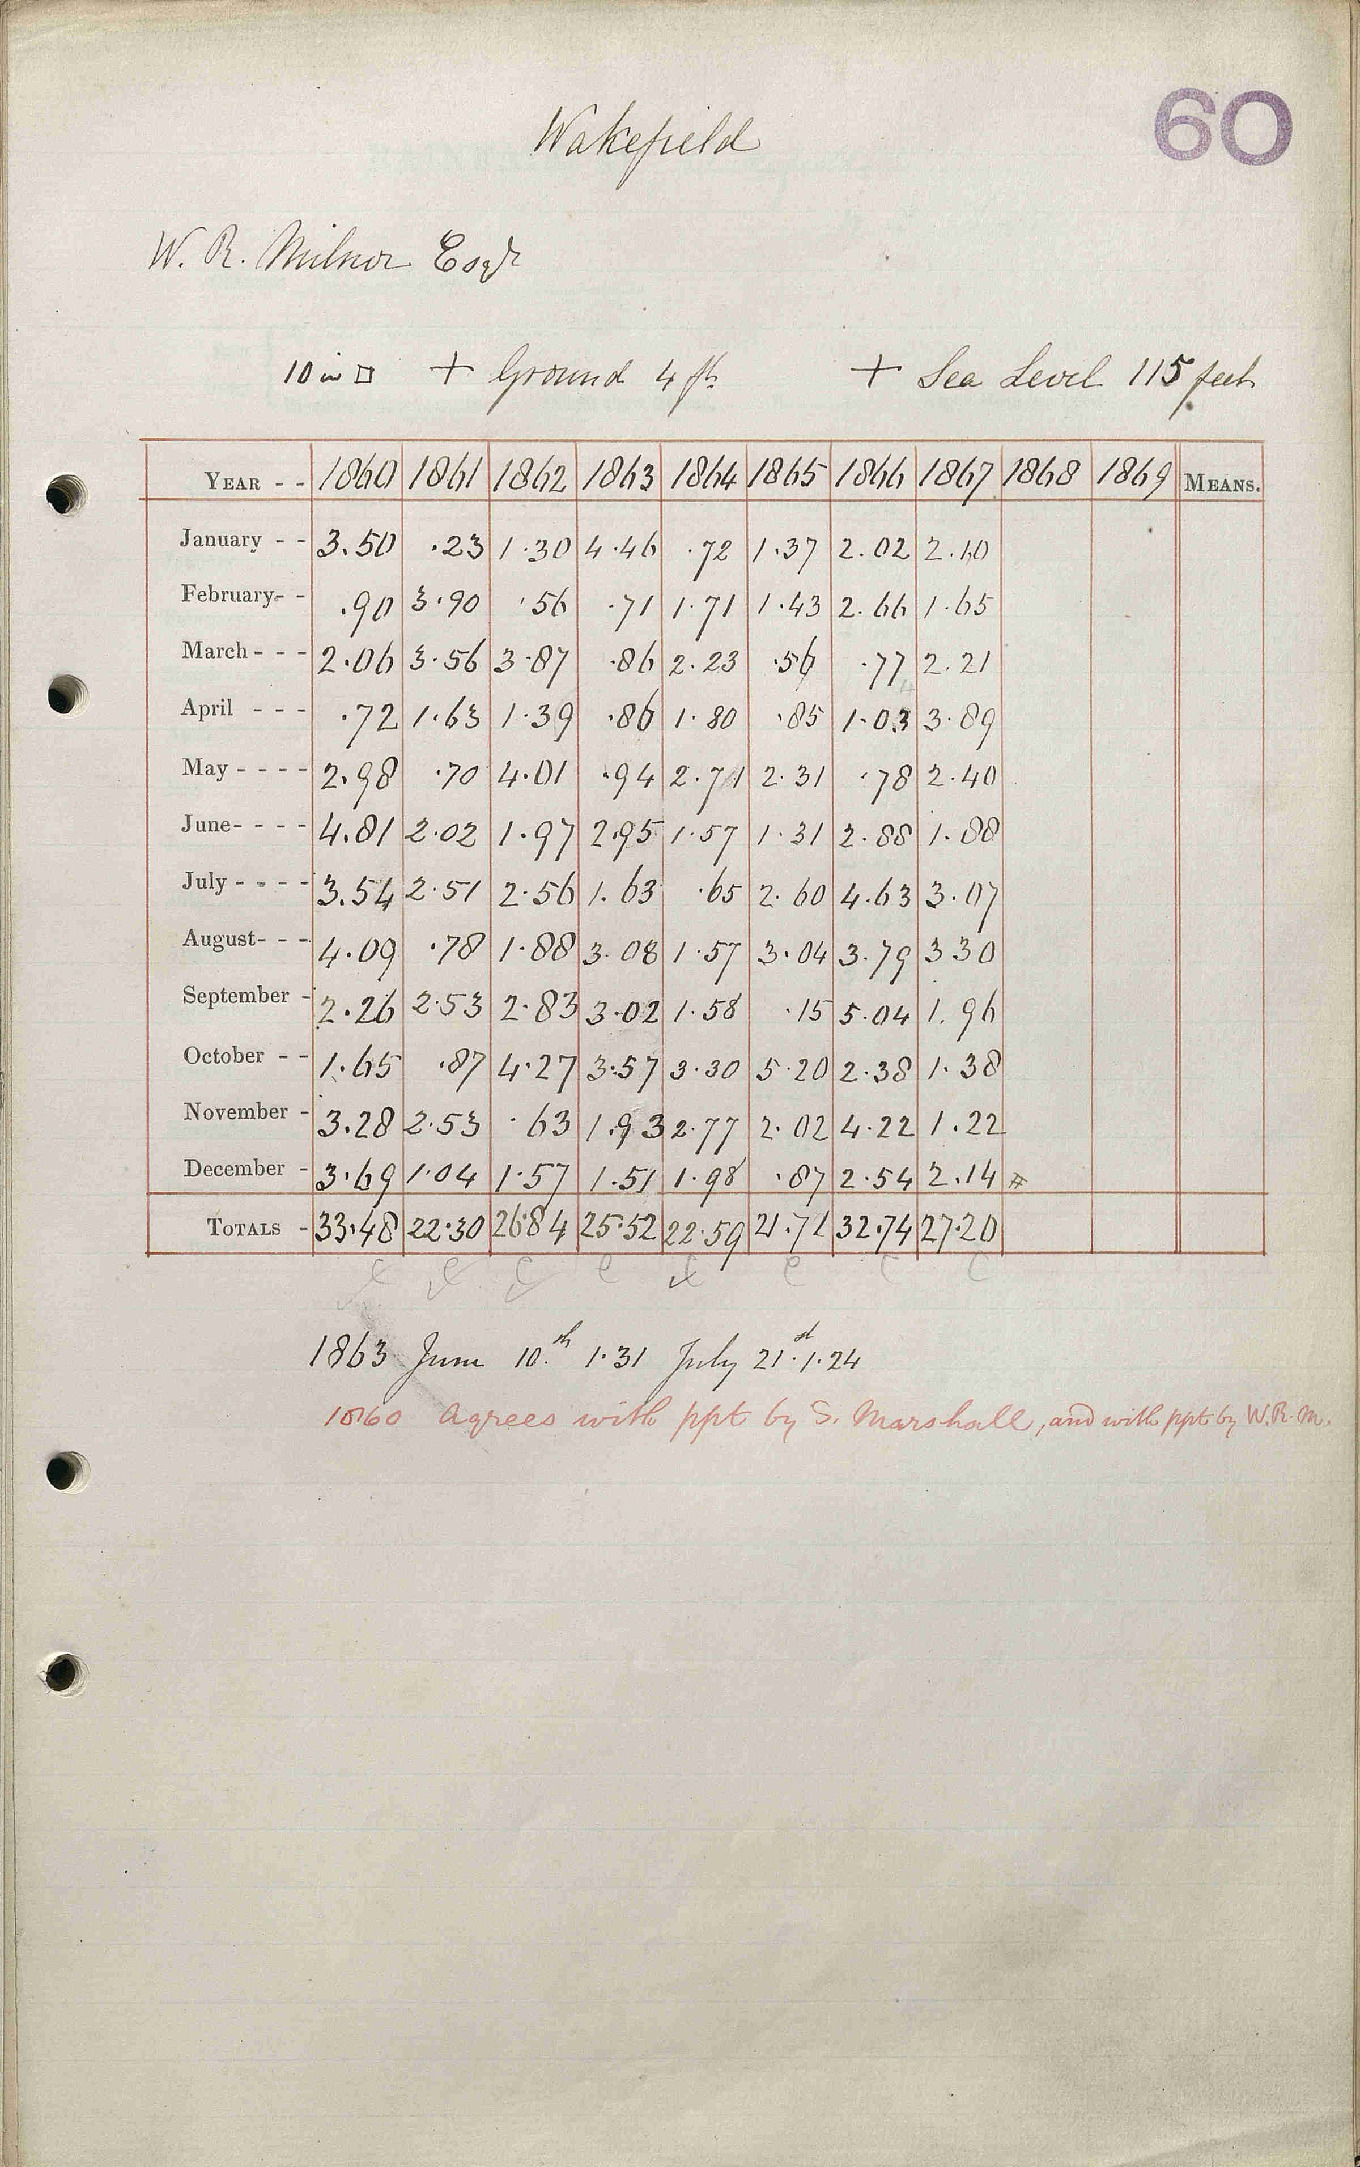 60
Wakefield
W. R. Milner Esqr
10 in □ + Ground 4 ft + Sea Level 115 feet
YEAR - - 1860 1861 1862 1863 1864 1865 1866 1867 1868 1869 MEANS.
January - - 3.50 .23 1.30 4.46 .72 1.37 2.02 2.10
February- - .90 3.90 .56 .71 1.71 1.43 2.66 1.65
March - - - 2.06 3.56 3.87 .86 2.23 .56 .77 2.21
April - - - .72 1.63 1.39 .86 1.80 .85 1.03 3.89
May - - - - 2.98 .70 4.01 .94 2.71 2.31 .78 2.40
June- - - - 4.81 2.02 1.97 2.95 1.57 1.31 2.88 1.88
July - - - - 3.54 2.51 2.56 1.63 .65 2.60 4.63 3.07
August- - - 4.09 .78 1.88 3.08 1.57 3.04 3.79 3 30
September - 2.26 2.53 2.83 3.02 1.58 .15 5.04 1.96
October - - 1.65 .87 4.27 3.57 3.30 5.20 2.38 1.38
November - 3.28 2.53 .63 1.93 2.77 2.02 4.22 1.22
December - 3.69 1.04 1.57 1.51 1.98 .87 2.54 2.14 #
TOTALS - 33.48 22.30 26.84 25.52 22.59 21.71 32.74 27.20
1863 June 10.th 1.31 July 21.st 1.24
1860 Agrees with ppt by S. Marshall, and with ppt by W.R.M.